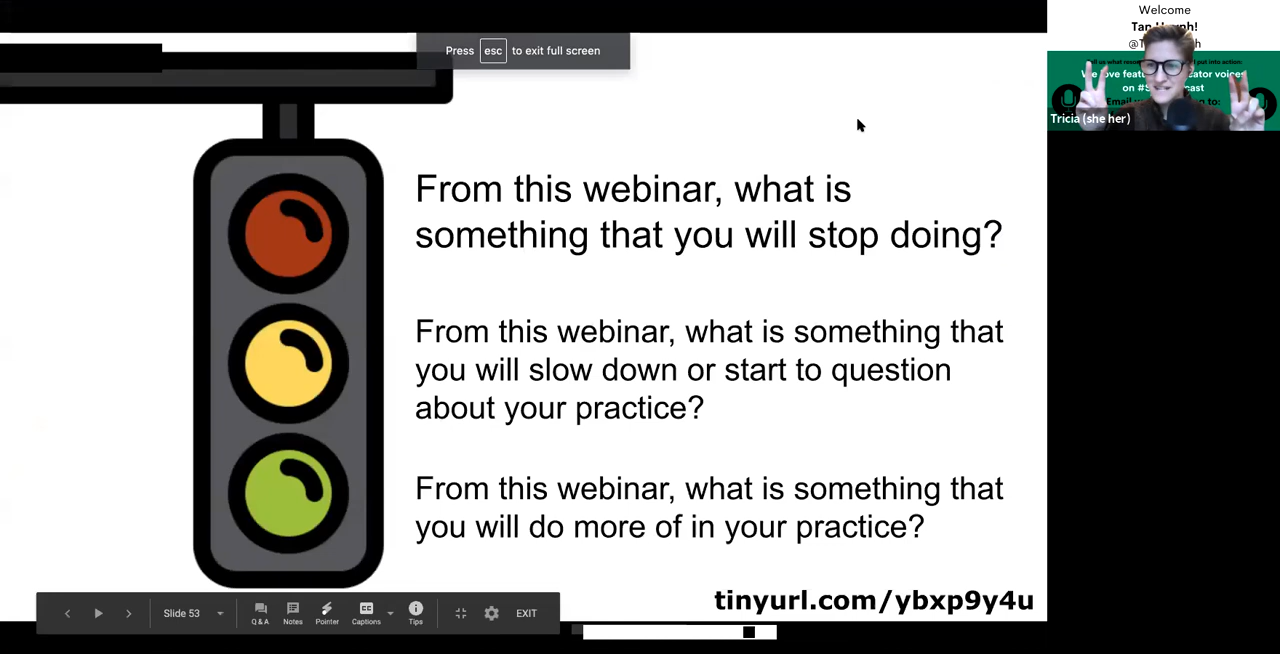 Press esc to exit full screen
Welcome
Tricia (she her)
From this webinar, what is
something that you will stop doing?
From this webinar, what is something that
you will slow down or start to question
about your practice?
From this webinar, what is something that
you will do more of in your practice?
tinyurl.com/ybxp9y4u
Slide 53
Q & A
Notes
Pointer
CC
Captions
Tips
EXIT